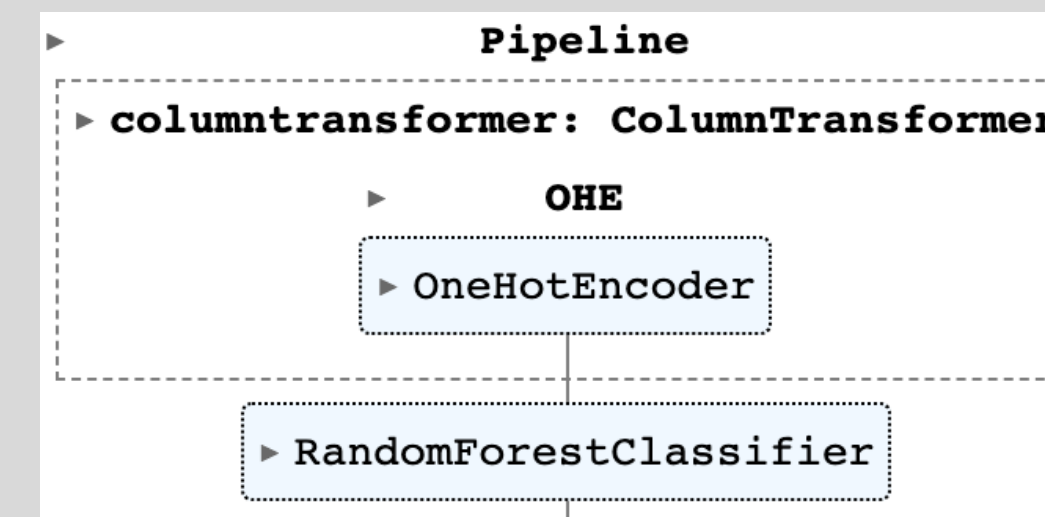 Pipeline
columntransformer: ColumnTransformer
OHE
OneHotEncoder
RandomForestClassifier